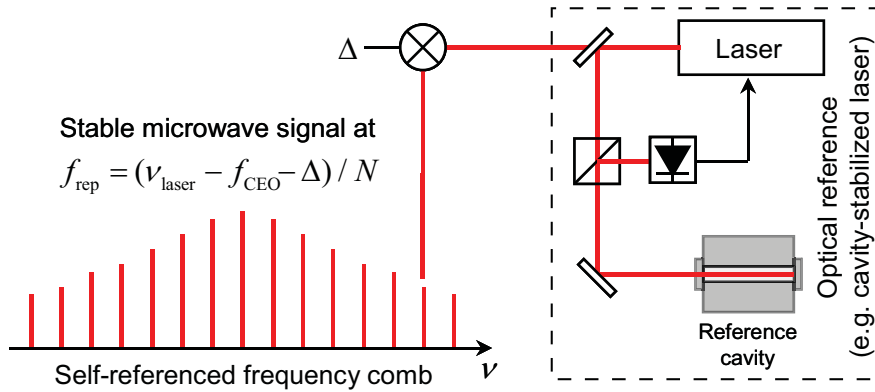 Δ
Laser
Stable microwave signal at
f_rep = (ν_laser − f_CEO − Δ) / N
Optical reference
(e.g. cavity-stabilized laser)
Reference
cavity
Self-referenced frequency comb
ν